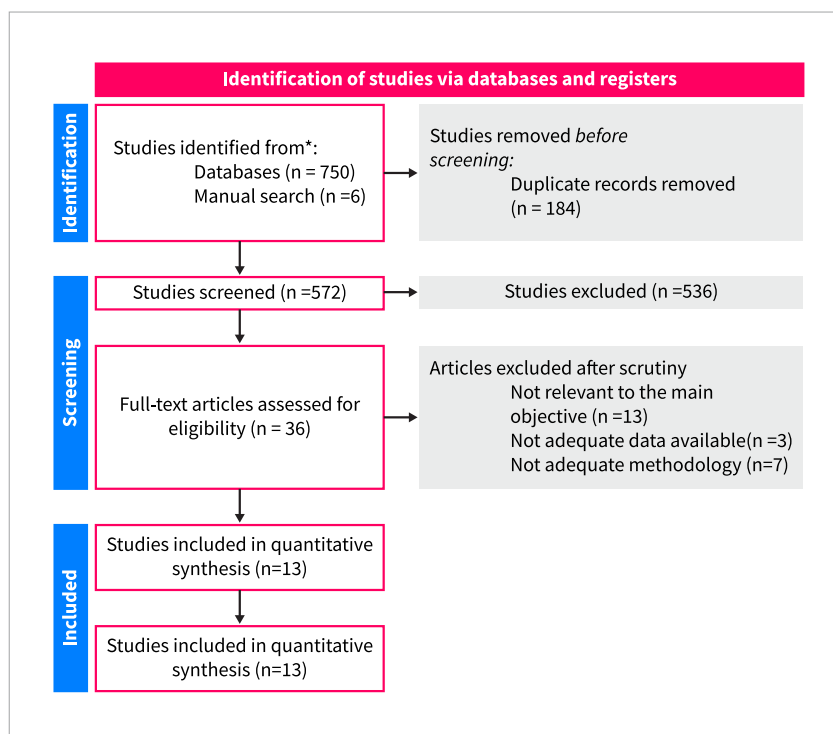 Identification of studies via databases and registers
Identification
Studies identified from*:
Databases (n = 750)
Manual search (n =6)
Studies removed before
screening:
Duplicate records removed
(n = 184)
Screening
Studies screened (n =572)
Studies excluded (n =536)
Full-text articles assessed for
eligibility (n = 36)
Articles excluded after scrutiny
Not relevant to the main
objective (n =13)
Not adequate data available(n =3)
Not adequate methodology (n=7)
Included
Studies included in quantitative
synthesis (n=13)
Studies included in quantitative
synthesis (n=13)